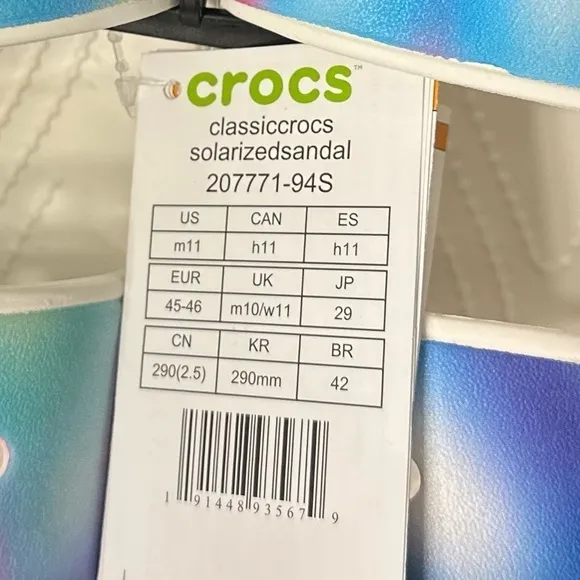 crocs™
classiccrocs
solarizedsandal
207771-94S
US CAN ES
m11 h11 h11
EUR UK JP
45-46 m10/w11 29
CN KR BR
290(2.5) 290mm 42
1 91448 93567 9